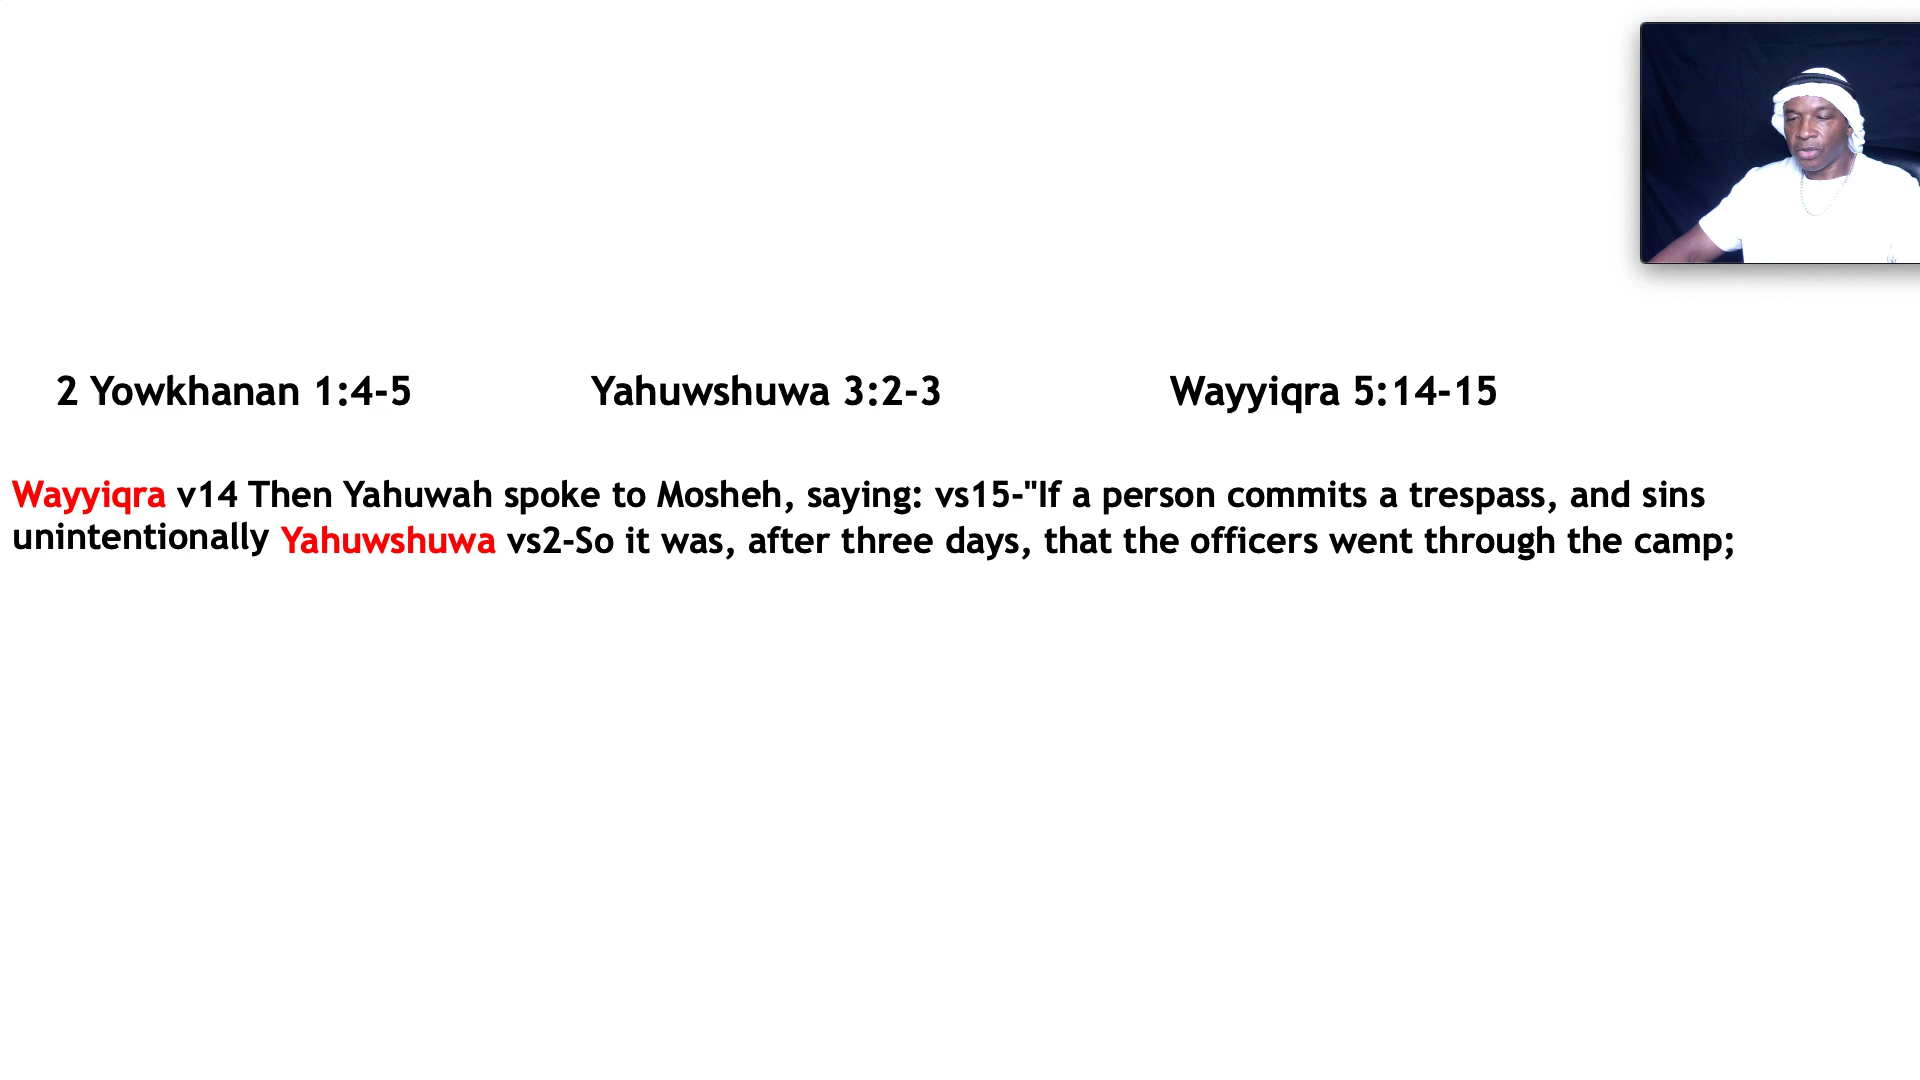 2 Yowkhanan 1:4-5 Yahuwshuwa 3:2-3 Wayyiqra 5:14-15
Wayyiqra v14 Then Yahuwah spoke to Mosheh, saying: vs15-"If a person commits a trespass, and sins
unintentionally Yahuwshuwa vs2-So it was, after three days, that the officers went through the camp;